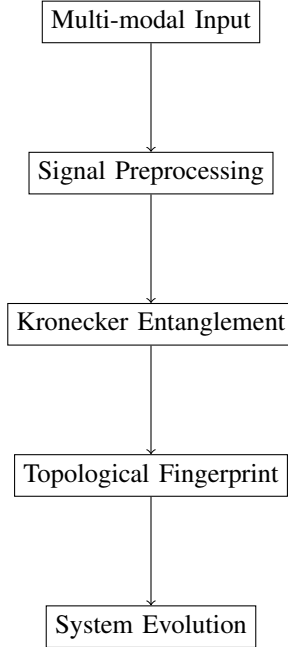 Multi-modal Input
Signal Preprocessing
Kronecker Entanglement
Topological Fingerprint
System Evolution